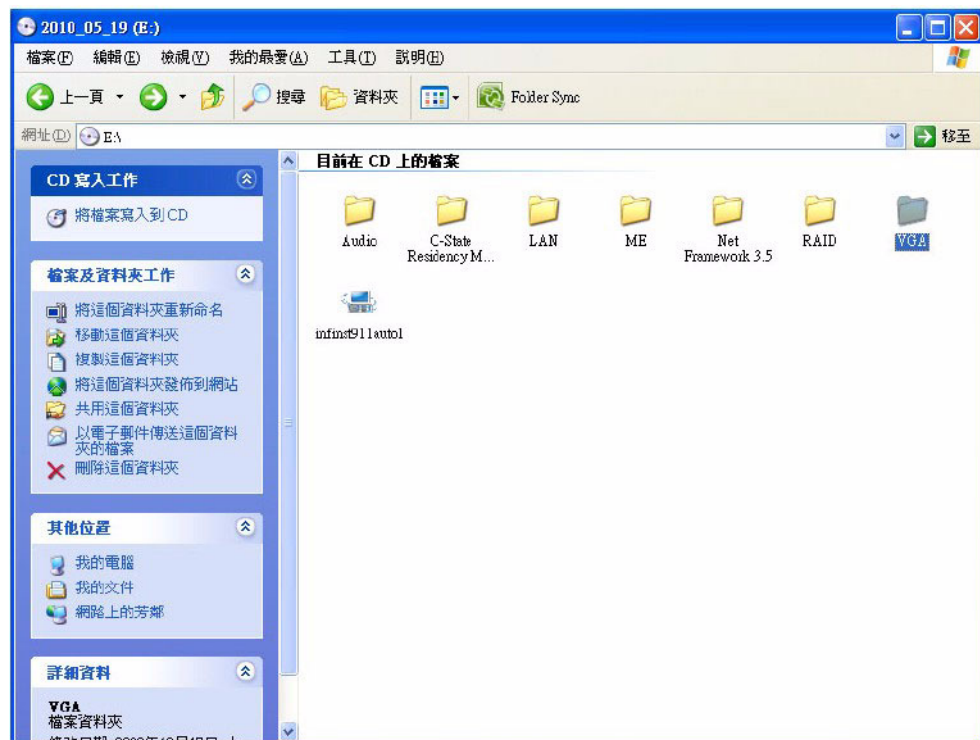 2010_05_19 (E:)
檔案(F) 編輯(E) 檢視(V) 我的最愛(A) 工具(T) 說明(H)
上一頁 搜尋 資料夾 Folder Sync
網址(D) E:\ 移至
CD 寫入工作
將檔案寫入到 CD
檔案及資料夾工作
將這個資料夾重新命名
移動這個資料夾
複製這個資料夾
將這個資料夾發佈到網站
共用這個資料夾
以電子郵件傳送這個資料
夾的檔案
刪除這個資料夾
其他位置
我的電腦
我的文件
網路上的芳鄰
詳細資料
VGA
檔案資料夾
目前在 CD 上的檔案
Audio
C-State
Residency M...
LAN
ME
Net
Framework 3.5
RAID
VGA
infinst911autol